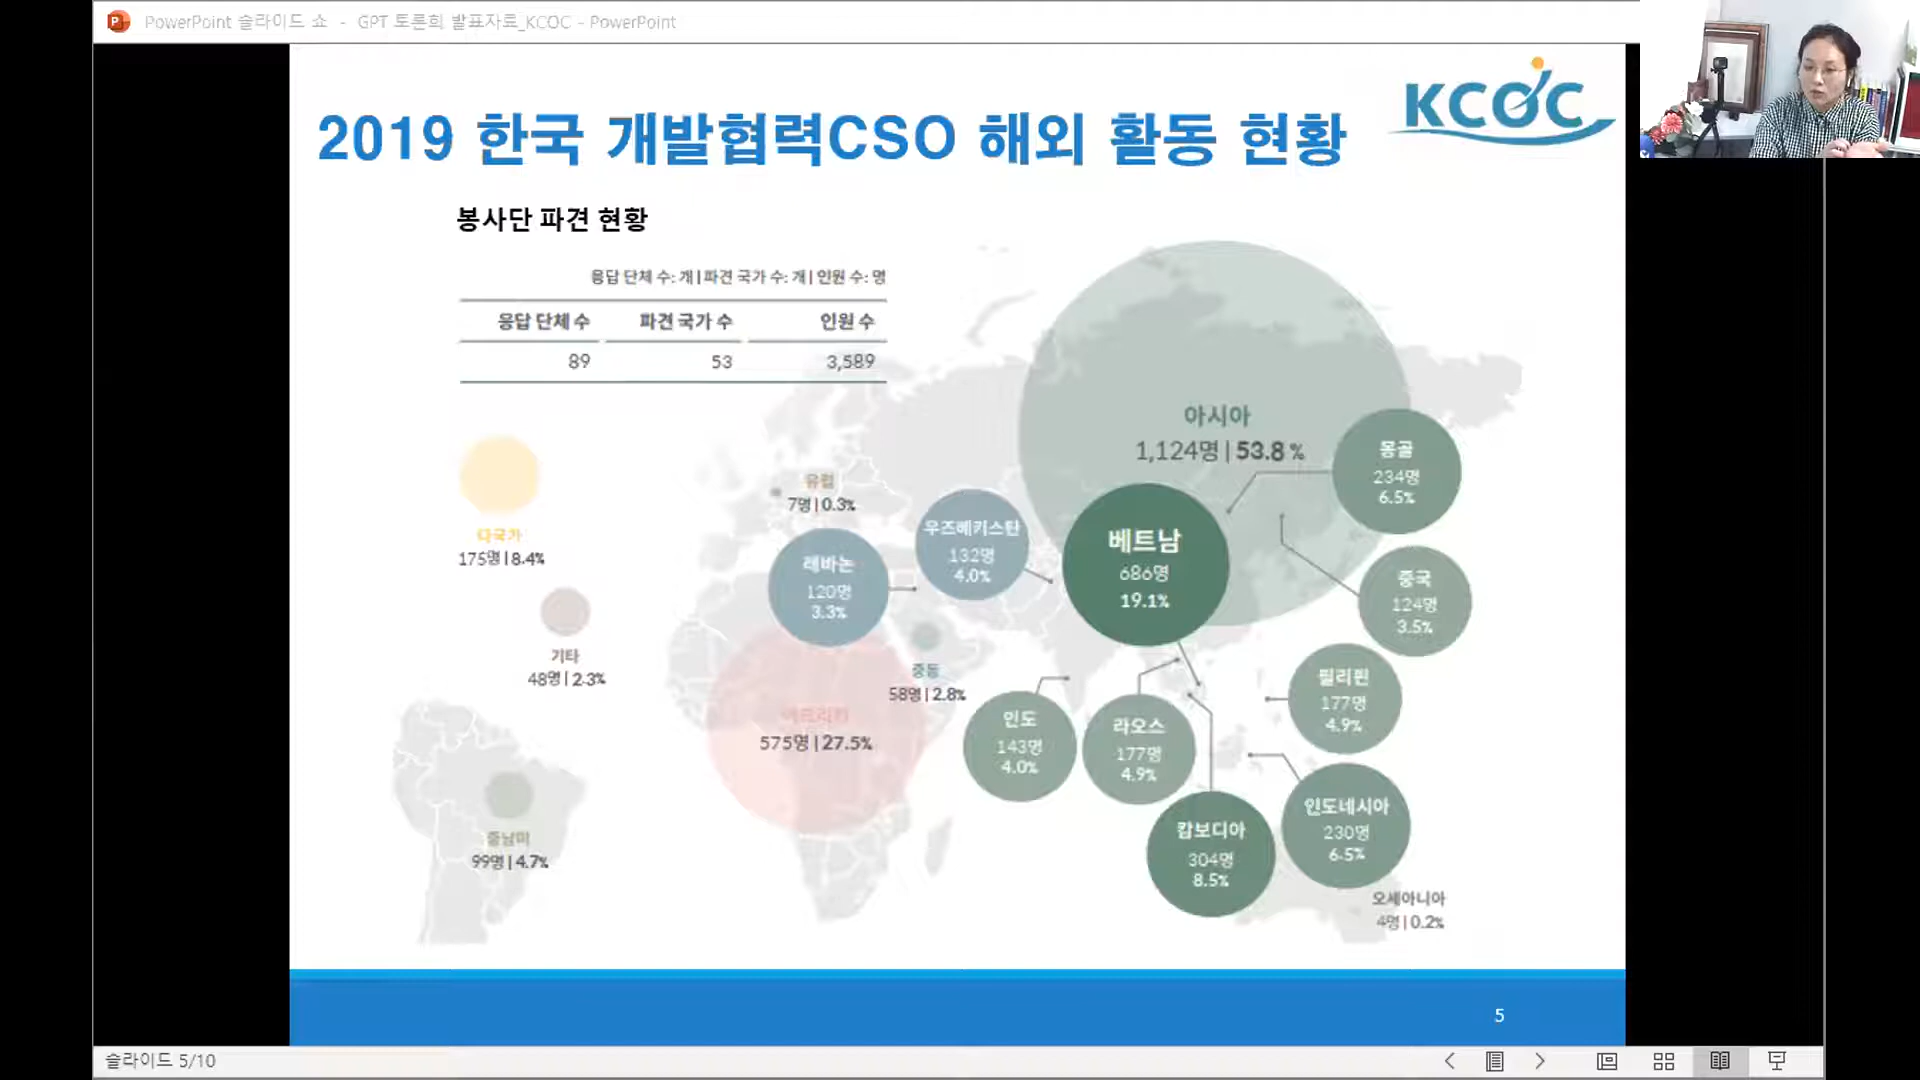 PowerPoint 슬라이드 쇼 - GPT 토론회 발표자료_KCOC - PowerPoint
KCOC
2019 한국 개발협력CSO 해외 활동 현황
봉사단 파견 현황
응답 단체 수: 개 | 파견 국가 수: 개 | 인원 수: 명
응답 단체 수 파견 국가 수 인원 수
89 53 3,589
아시아
1,124명 | 53.8 %
몽골
234명
6.5%
유럽
7명 | 0.3%
우즈베키스탄
132명
4.0%
베트남
686명
19.1%
다국가
175명 | 8.4%
레바논
120명
3.3%
중국
124명
3.5%
기타
48명 | 2.3%
중동
58명 | 2.8%
필리핀
177명
4.9%
아프리카
575명 | 27.5%
인도
143명
4.0%
라오스
177명
4.9%
중남미
99명 | 4.7%
캄보디아
304명
8.5%
인도네시아
230명
6.5%
오세아니아
4명 | 0.2%
5
슬라이드 5/10